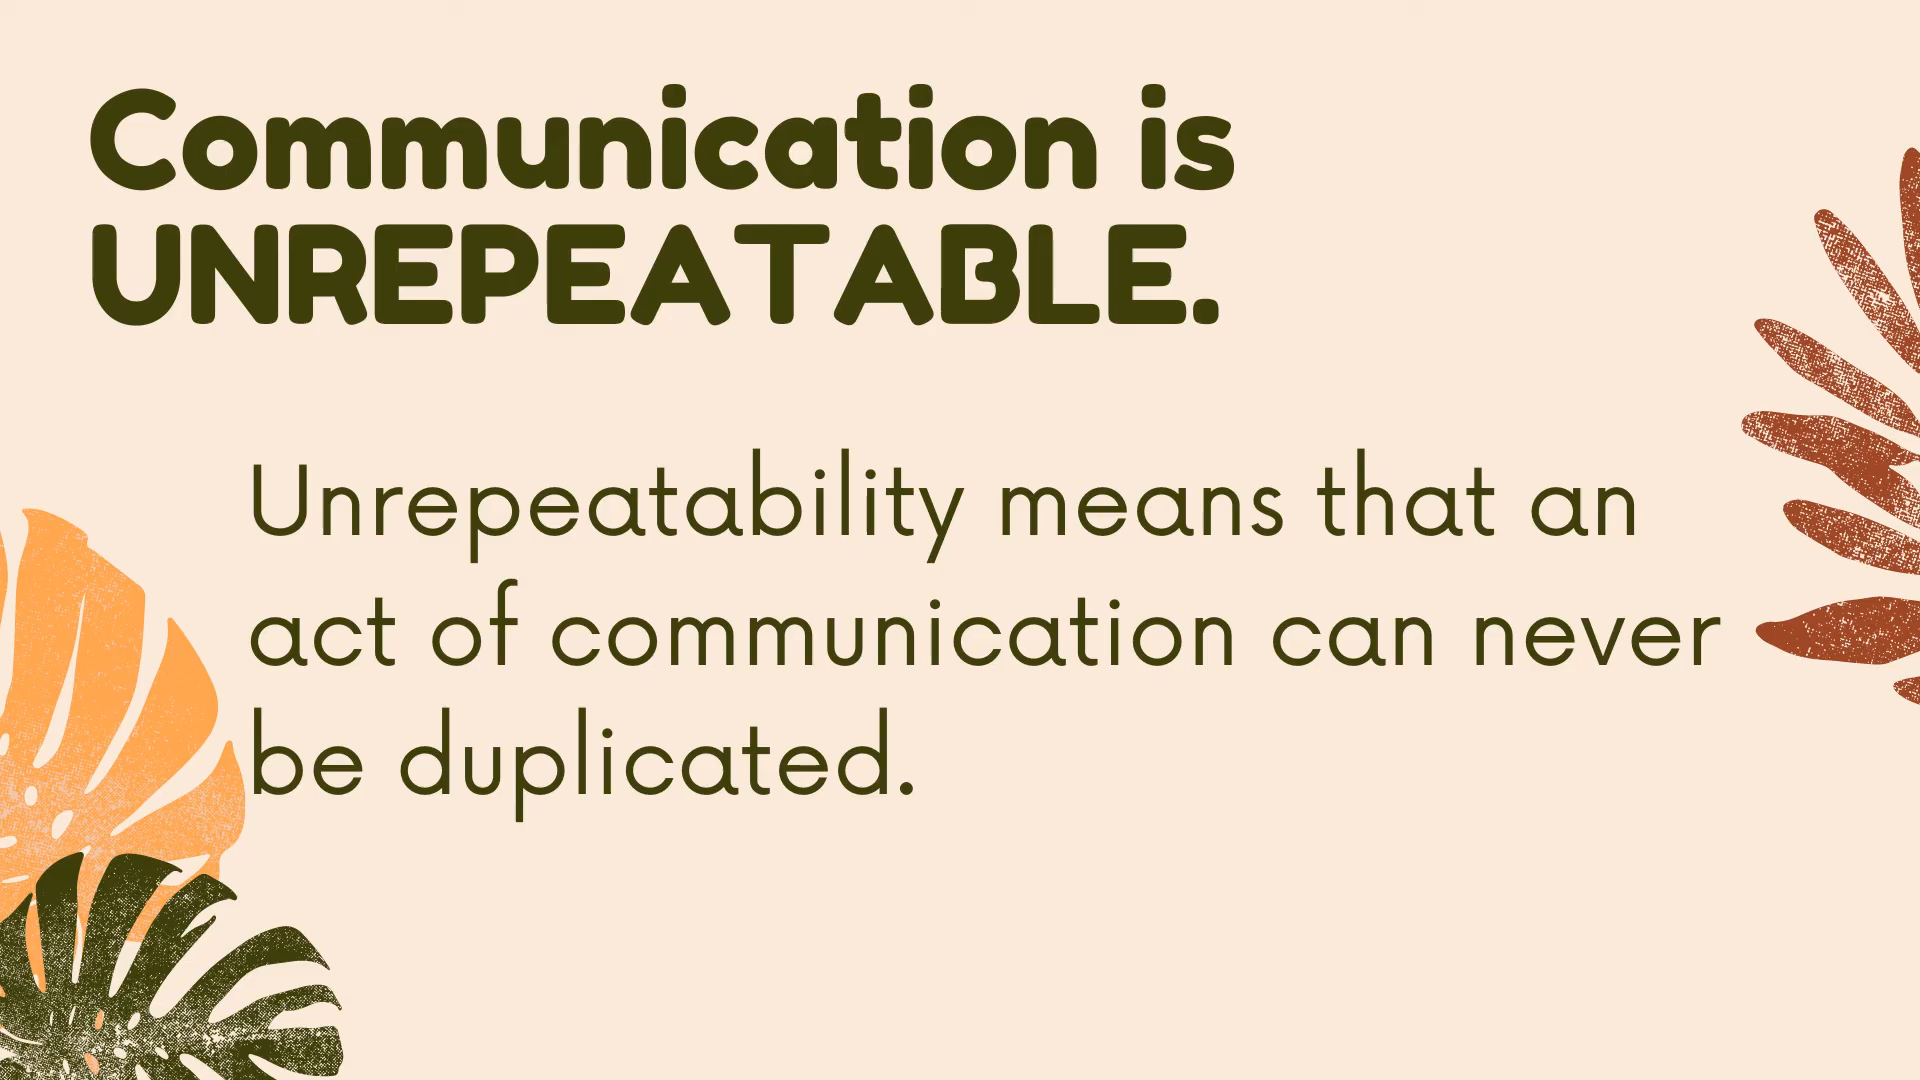 Communication is
UNREPEATABLE.
Unrepeatability means that an
act of communication can never
be duplicated.